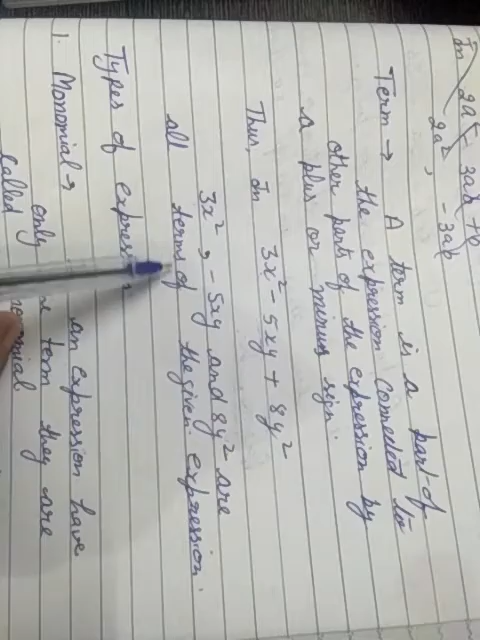 In 2a² - 3ab + b
2a², - 3ab
Term → A term is a part of
the expression connected to
other parts of the expression by
a plus or minus sign.
Thus, In 3x² - 5xy + 8y²
3x², -5xy and 8y² are
all terms of the given expression.
Types of
1. Monomial → an expression have
only term they are
called